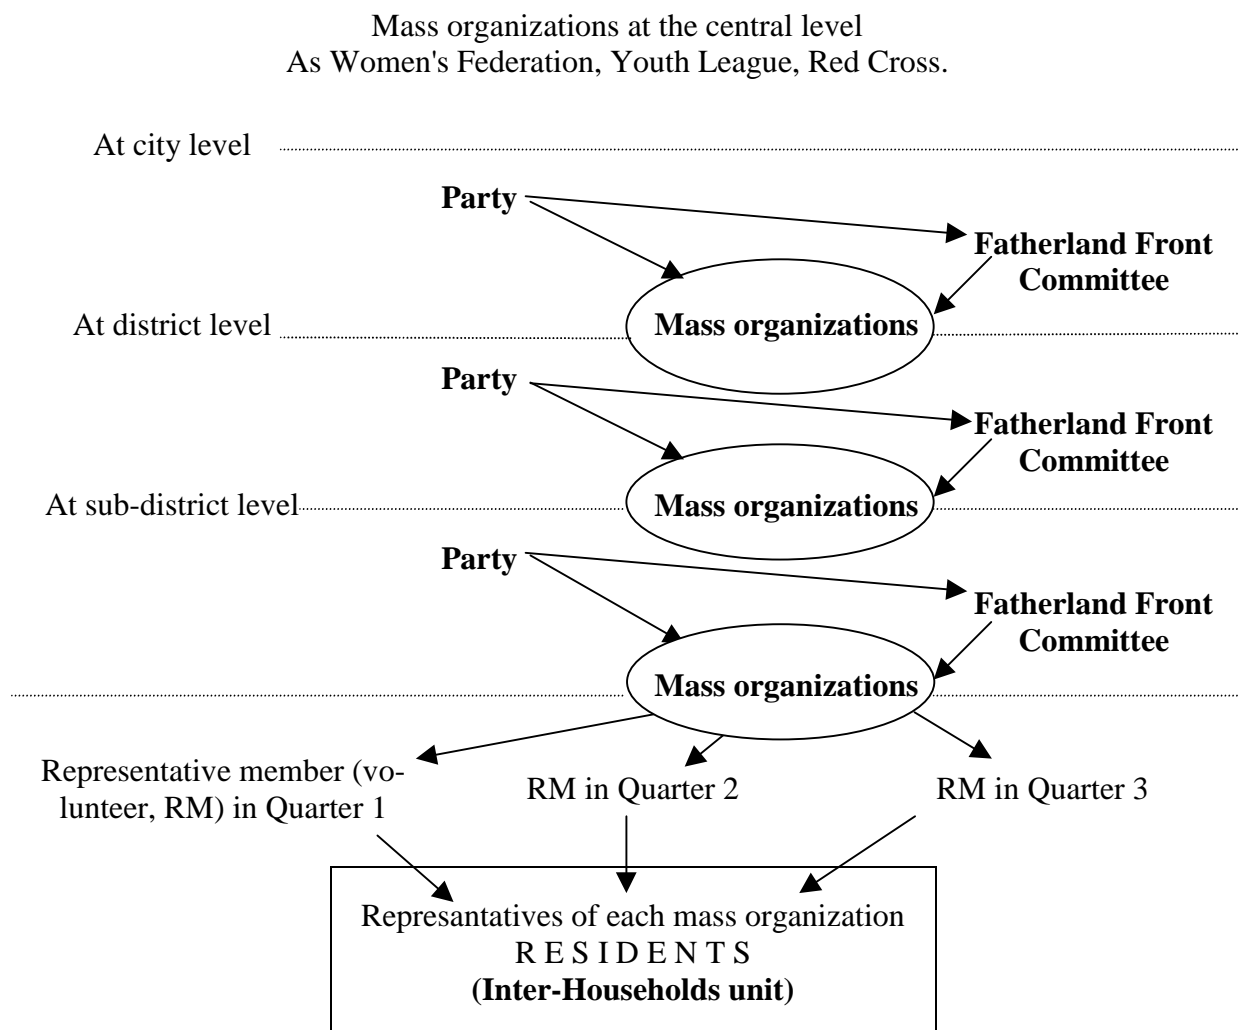 Mass organizations at the central level
As Women's Federation, Youth League, Red Cross.
At city level
Party
Fatherland Front
Committee
Mass organizations
At district level
Party
Fatherland Front
Committee
Mass organizations
At sub-district level
Party
Fatherland Front
Committee
Mass organizations
Representative member (vo-
lunteer, RM) in Quarter 1
RM in Quarter 2
RM in Quarter 3
Represantatives of each mass organization
R E S I D E N T S
(Inter-Households unit)